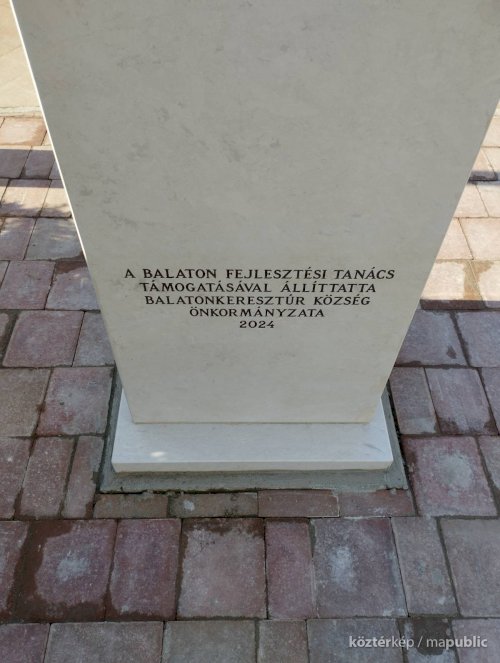 A BALATON FEJLESZTÉSI TANÁCS
TÁMOGATÁSÁVAL ÁLLÍTTATTA
BALATONKERESZTÚR KÖZSÉG
ÖNKORMÁNYZATA
2024
köztérkép / mapublic